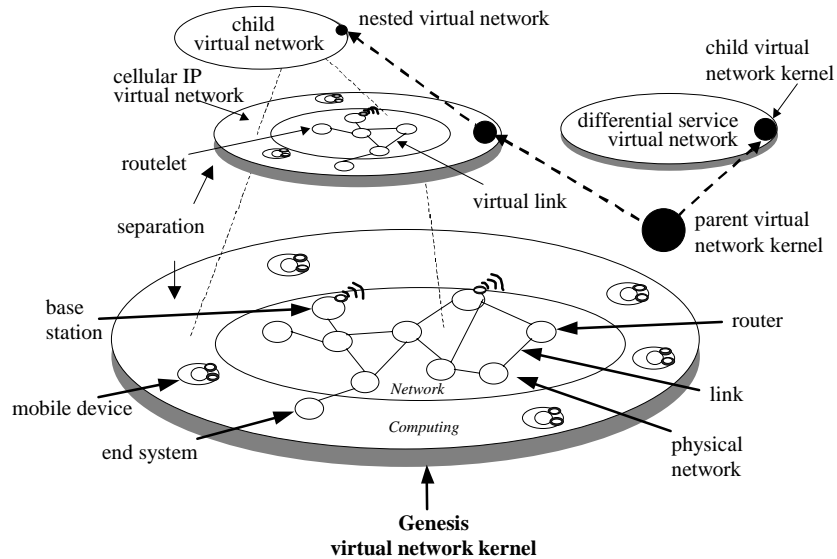 child
virtual network
nested virtual network
child virtual
network kernel
cellular IP
virtual network
differential service
virtual network
routelet
virtual link
separation
parent virtual
network kernel
base
station
router
Network
link
mobile device
Computing
end system
physical
network
Genesis
virtual network kernel